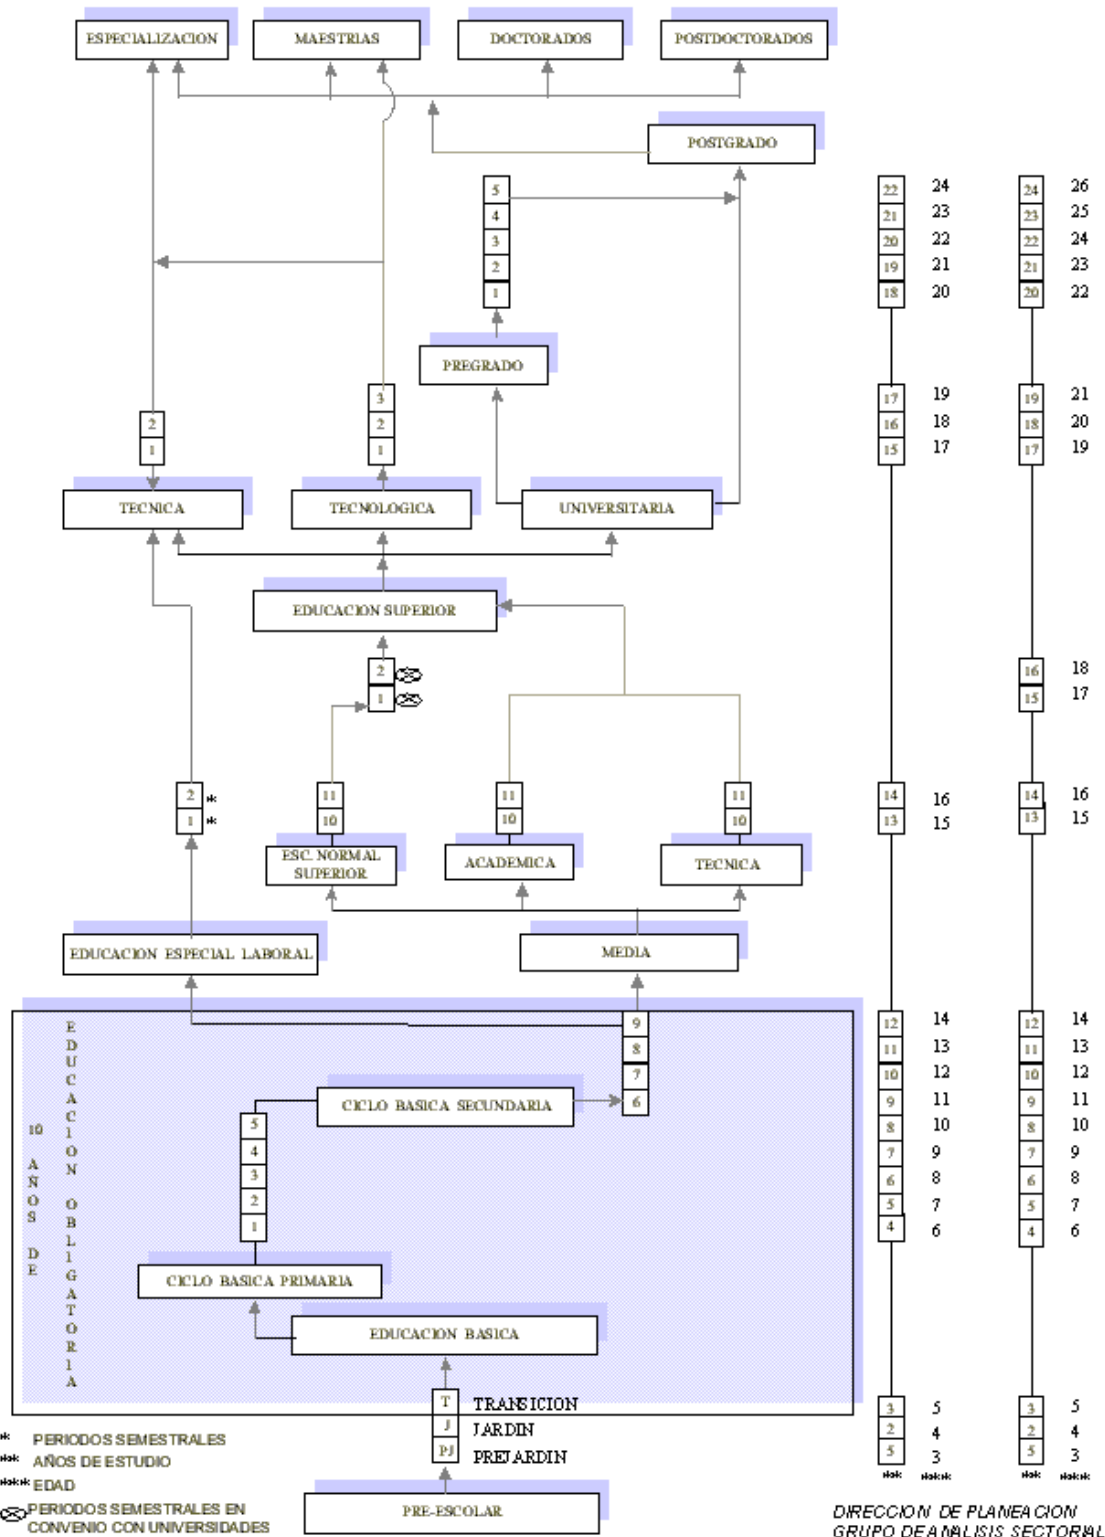 ESPECIALIZACION
MAESTRIAS
DOCTORADOS
POSTDOCTORADOS
POSTGRADO
5
4
3
2
1
PREGRADO
2
1
3
2
1
TECNICA
TECNOLOGICA
UNIVERSITARIA
EDUCACION SUPERIOR
2
1
2 *
1 *
11
10
11
10
11
10
ESC. NORMAL
SUPERIOR
ACADEMICA
TECNICA
EDUCACION ESPECIAL LABORAL
MEDIA
9
8
7
6
10 AÑOS DE
EDUCACION OBLIGATORIA
CICLO BASICA SECUNDARIA
5
4
3
2
1
CICLO BASICA PRIMARIA
EDUCACION BASICA
T TRANSICION
J JARDIN
PJ PREJARDIN
PRE-ESCOLAR
* PERIODOS SEMESTRALES
** AÑOS DE ESTUDIO
**** EDAD
PERIODOS SEMESTRALES EN
CONVENIO CON UNIVERSIDADES
22 24
21 23
20 22
19 21
18 20
17 19
16 18
15 17
14 16
13 15
12 14
11 13
10 12
9 11
8 10
7 9
6 8
5 7
4 6
3 5
2 4
5 3
** ****
24 26
23 25
22 24
21 23
20 22
19 21
18 20
17 19
16 18
15 17
14 16
13 15
12 14
11 13
10 12
9 11
8 10
7 9
6 8
5 7
4 6
3 5
2 4
5 3
** ****
DIRECCION DE PLANEACION
GRUPO DE ANALISIS SECTORIAL